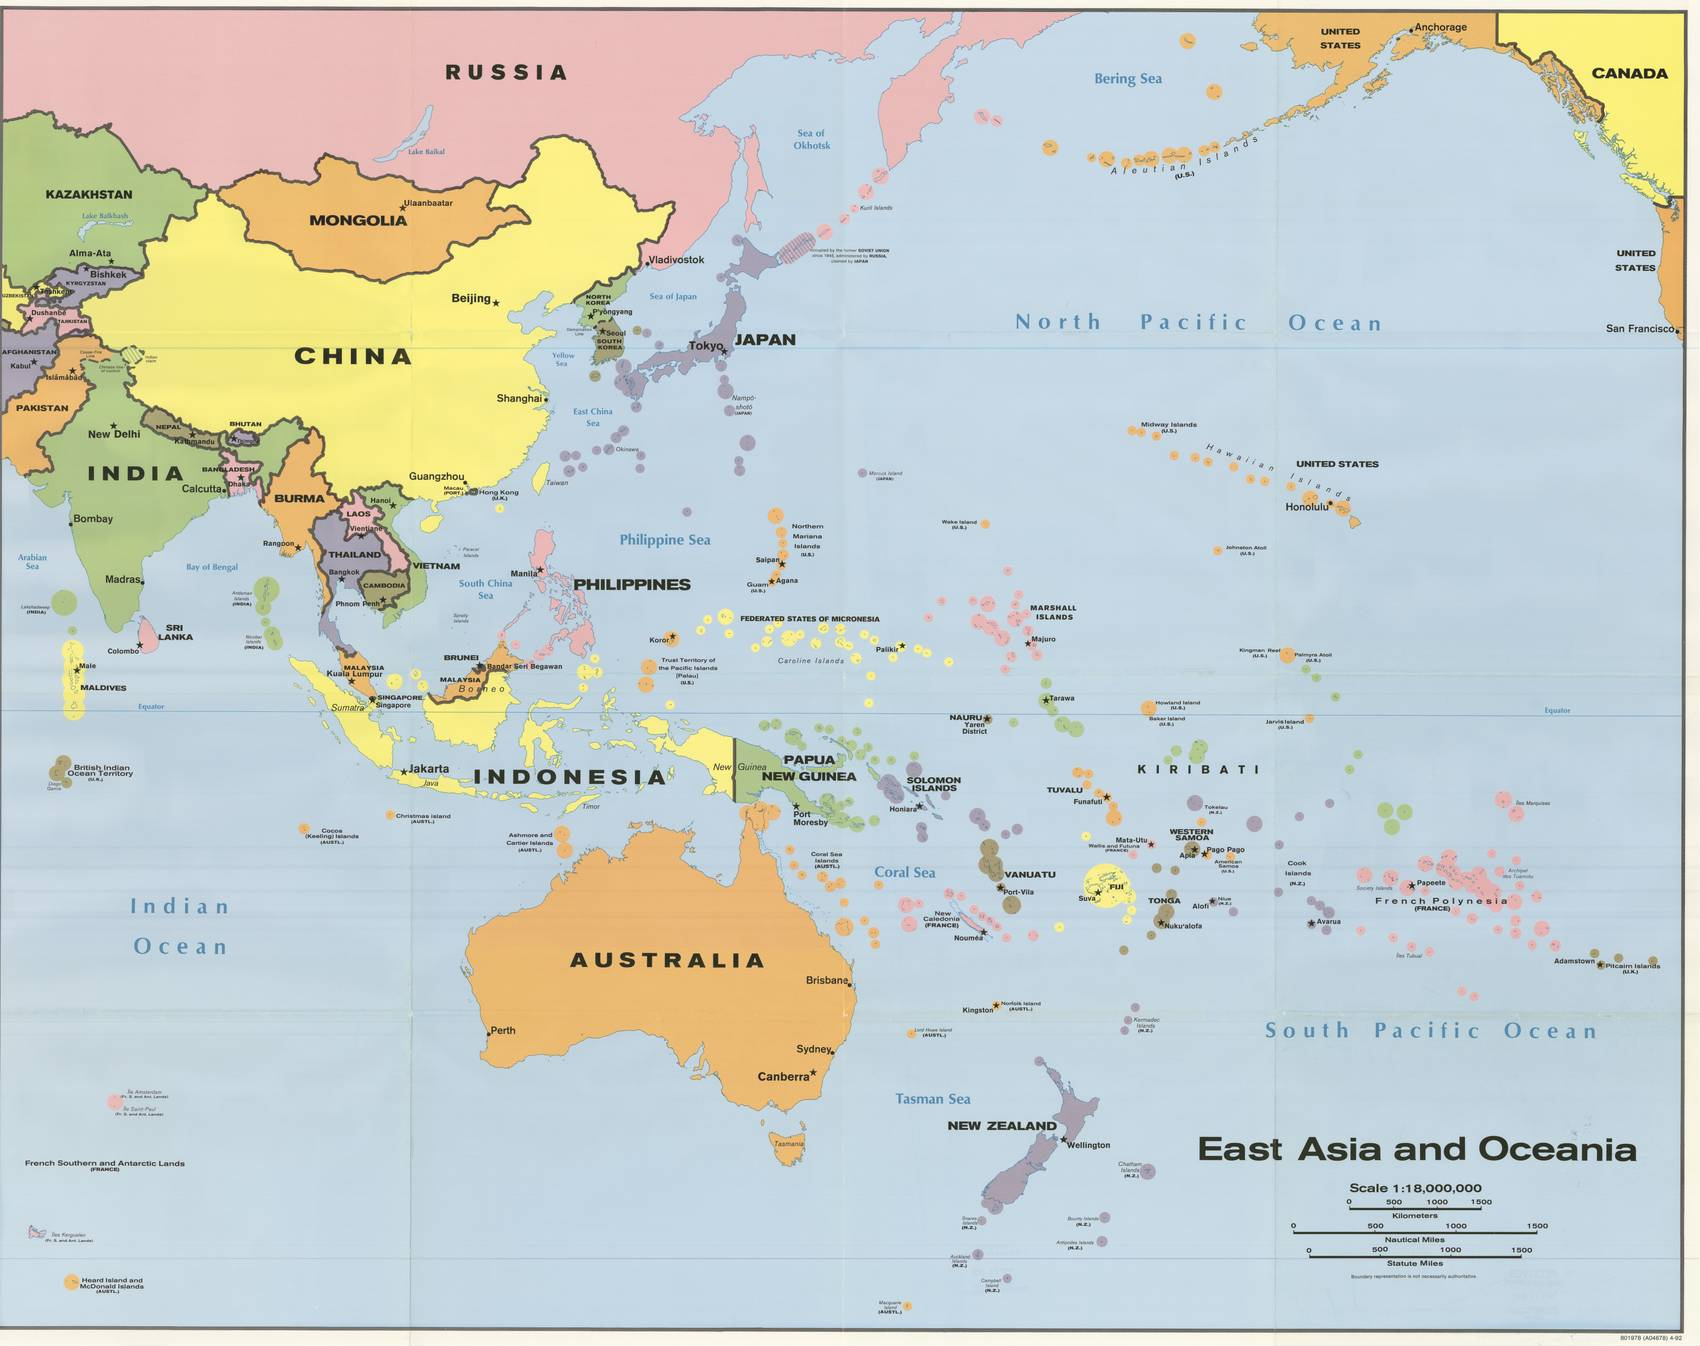 RUSSIA
UNITED
STATES
Anchorage
CANADA
Bering Sea
Sea of
Okhotsk
Lake Baikal
Aleutian Islands
(U.S.)
KAZAKHSTAN
Lake Balkhash
Ulaanbaatar
MONGOLIA
Kuril Islands
Occupied by the former SOVIET UNION
since 1945, administered by RUSSIA,
claimed by JAPAN
Alma-Ata
Bishkek
KYRGYZSTAN
Vladivostok
UNITED
STATES
UZBEKISTAN
Tashkent
Beijing
NORTH
KOREA
P'yongyang
Sea of Japan
Dushanbe
TAJIKISTAN
Demarcation
Line
Seoul
SOUTH
KOREA
North Pacific Ocean
San Francisco
AFGHANISTAN
Kabul
Islāmābād
Indian
claim
Chinese line
of control
CHINA
Yellow
Sea
Tokyo
JAPAN
PAKISTAN
Shanghai
Nampō-
shotō
(JAPAN)
East China
Sea
New Delhi
NEPAL
Kathmandu
BHUTAN
Okinawa
Midway Islands
(U.S.)
Hawaiian
Islands
UNITED STATES
INDIA
BANGLADESH
Dhaka
Calcutta
Guangzhou
Macau
(PORT.)
Hong Kong
(U.K.)
Taiwan
Marcus Island
(JAPAN)
BURMA
Hanoi
LAOS
Vientiane
Honolulu
Bombay
Rangoon
THAILAND
Bangkok
VIETNAM
Paracel
Islands
Philippine Sea
Northern
Mariana
Islands
(U.S.)
Wake Island
(U.S.)
Johnston Atoll
(U.S.)
Arabian
Sea
Bay of Bengal
Madras
CAMBODIA
Phnom Penh
South China
Sea
Manila
PHILIPPINES
Saipan
Guam
(U.S.)
Agana
Lakshadweep
(INDIA)
Andaman
Islands
(INDIA)
Nicobar
Islands
(INDIA)
Spratly
Islands
MARSHALL
ISLANDS
Majuro
SRI
LANKA
Colombo
FEDERATED STATES OF MICRONESIA
Koror
Palikir
Caroline Islands
Trust Territory of
the Pacific Islands
[Palau]
(U.S.)
Kingman Reef
(U.S.)
Palmyra Atoll
(U.S.)
Male
MALDIVES
MALAYSIA
Kuala Lumpur
BRUNEI
Bandar Seri Begawan
MALAYSIA
Borneo
SINGAPORE
Singapore
Sumatra
Equator
Tarawa
NAURU
Yaren
District
Howland Island
(U.S.)
Baker Island
(U.S.)
Jarvis Island
(U.S.)
Equator
British Indian
Ocean Territory
(U.K.)
Diego
Garcia
Jakarta
Java
INDONESIA
New Guinea
PAPUA
NEW GUINEA
Port
Moresby
Timor
SOLOMON
ISLANDS
Honiara
KIRIBATI
TUVALU
Funafuti
Tokelau
(N.Z.)
Îles Marquises
Cocos
(Keeling) Islands
(AUSTL.)
Christmas Island
(AUSTL.)
Ashmore and
Cartier Islands
(AUSTL.)
Coral Sea
Islands
(AUSTL.)
Coral Sea
VANUATU
Port-Vila
Mata-Utu
Wallis and Futuna
(FRANCE)
WESTERN
SAMOA
Apia
Pago Pago
American
Samoa
(U.S.)
FIJI
Suva
TONGA
Nuku'alofa
Alofi
Niue
(N.Z.)
Cook
Islands
(N.Z.)
Avarua
Society Islands
Papeete
Archipel
des Tuamotu
French Polynesia
(FRANCE)
Îles Tubuai
Adamstown
Pitcairn Islands
(U.K.)
Indian
Ocean
New
Caledonia
(FRANCE)
Nouméa
AUSTRALIA
Brisbane
Perth
Sydney
Canberra
Kingston
Norfolk Island
(AUSTL.)
Lord Howe Island
(AUSTL.)
Kermadec
Islands
(N.Z.)
South Pacific Ocean
Île Amsterdam
(Fr. S. and Ant. Lands)
Île Saint-Paul
(Fr. S. and Ant. Lands)
Tasman Sea
NEW ZEALAND
Wellington
Tasmania
French Southern and Antarctic Lands
(FRANCE)
Chatham
Islands
(N.Z.)
Îles Kerguelen
(Fr. S. and Ant. Lands)
Snares
Islands
(N.Z.)
Bounty Islands
(N.Z.)
Antipodes Islands
(N.Z.)
Auckland
Islands
(N.Z.)
Campbell
Island
(N.Z.)
Heard Island and
McDonald Islands
(AUSTL.)
Macquarie
Island
(AUSTL.)
East Asia and Oceania
Scale 1:18,000,000
0 500 1000 1500
Kilometers
0 500 1000 1500
Nautical Miles
0 500 1000 1500
Statute Miles
Boundary representation is not necessarily authoritative.
801978 (A04678) 4-92